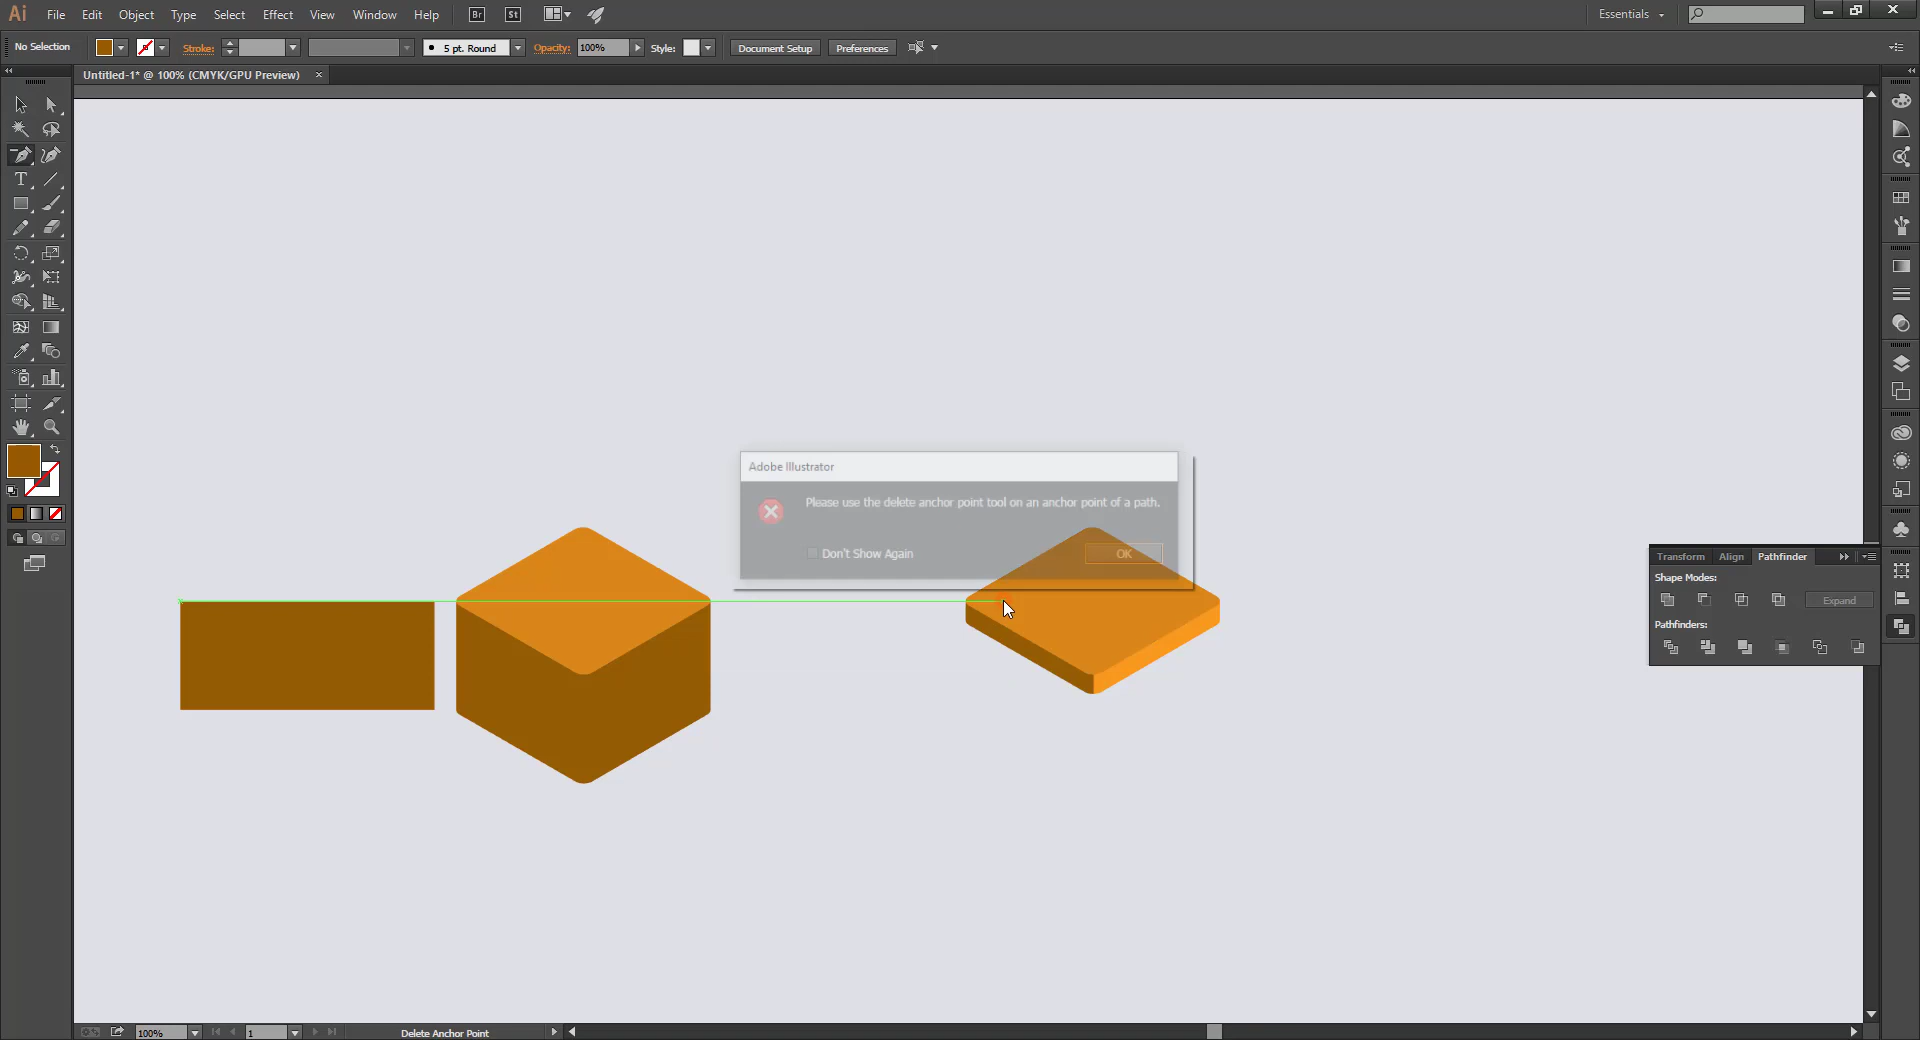 Ai File Edit Object Type Select Effect View Window Help Br St Essentials
No Selection Stroke: 5 pt. Round Opacity: 100% Style: Document Setup Preferences
Untitled-1* @ 100% (CMYK/GPU Preview) ×
T
Adobe Illustrator
Please use the delete anchor point tool on an anchor point of a path.
Don't Show Again OK
Transform Align Pathfinder
Shape Modes:
Expand
Pathfinders:
100% 1 Delete Anchor Point